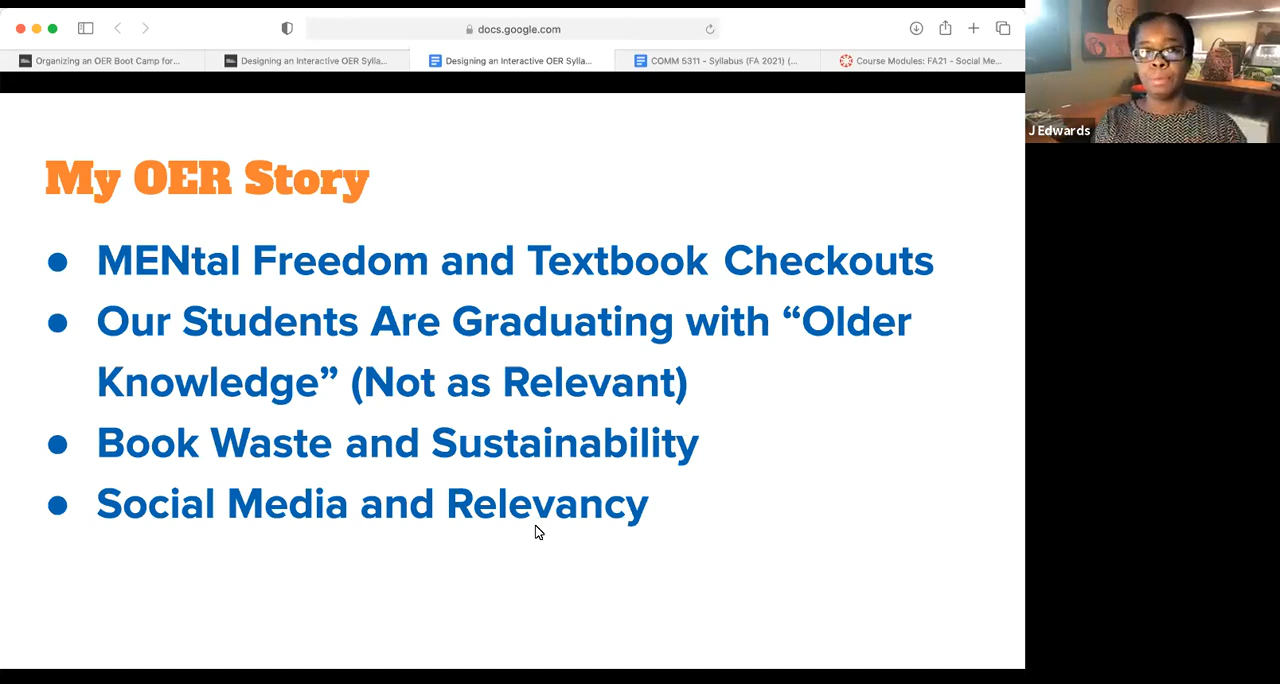 docs.google.com
Organizing an OER Boot Camp for...
Designing an Interactive OER Sylla...
Designing an Interactive OER Sylla...
COMM 5311 - Syllabus (FA 2021) (...
Course Modules: FA21 - Social Me...
J Edwards
My OER Story
● MENtal Freedom and Textbook Checkouts
● Our Students Are Graduating with “Older
Knowledge” (Not as Relevant)
● Book Waste and Sustainability
● Social Media and Relevancy